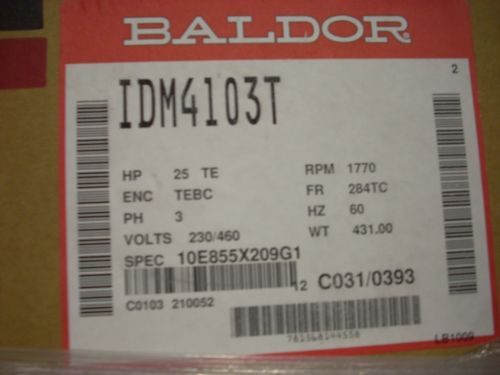 BALDOR
2
IDM4103T
HP 25 TE RPM 1770
ENC TEBC FR 284TC
PH 3 HZ 60
VOLTS 230/460 WT 431.00
SPEC 10E855X209G1
12 C031/0393
C0103 210052
781568144558
LB1009